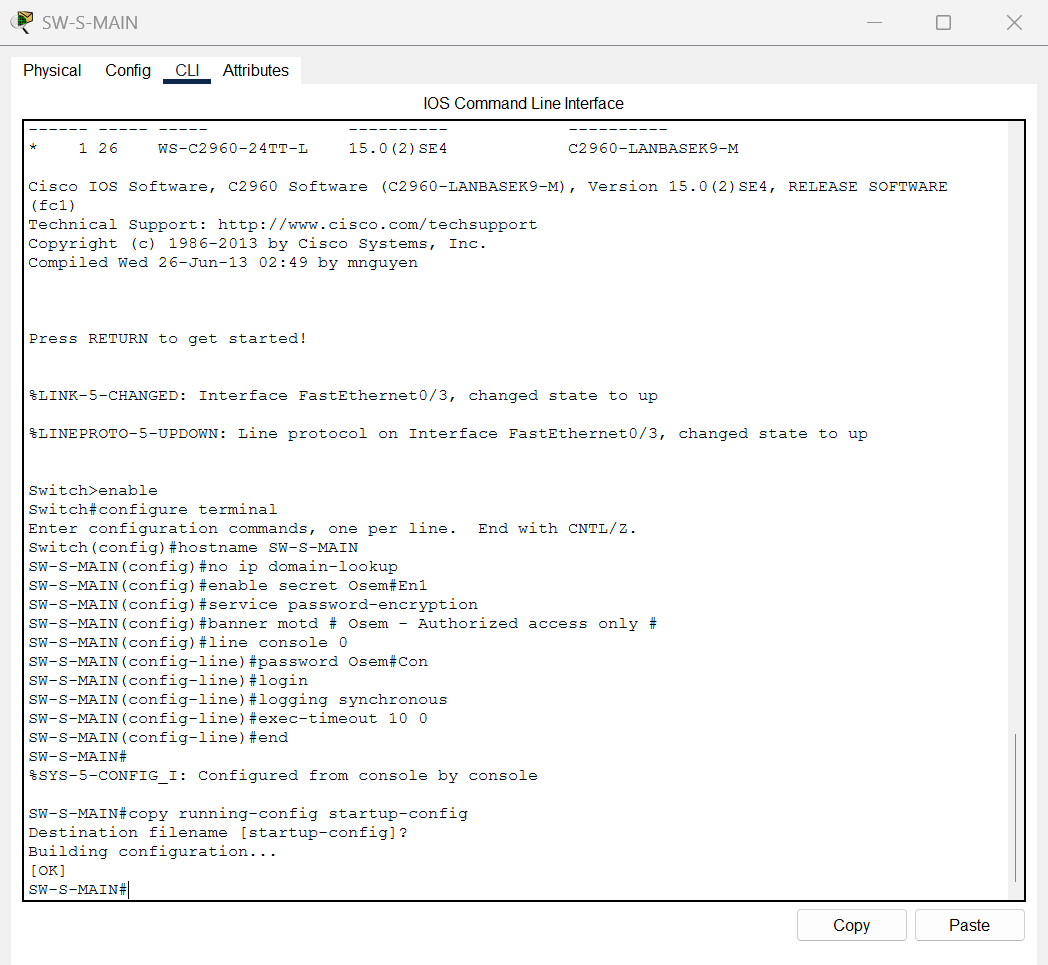 SW-S-MAIN
Physical Config CLI Attributes
IOS Command Line Interface
------ ----- ----- ---------- ----------
* 1 26 WS-C2960-24TT-L 15.0(2)SE4 C2960-LANBASEK9-M
Cisco IOS Software, C2960 Software (C2960-LANBASEK9-M), Version 15.0(2)SE4, RELEASE SOFTWARE
(fc1)
Technical Support: http://www.cisco.com/techsupport
Copyright (c) 1986-2013 by Cisco Systems, Inc.
Compiled Wed 26-Jun-13 02:49 by mnguyen
Press RETURN to get started!
%LINK-5-CHANGED: Interface FastEthernet0/3, changed state to up
%LINEPROTO-5-UPDOWN: Line protocol on Interface FastEthernet0/3, changed state to up
Switch>enable
Switch#configure terminal
Enter configuration commands, one per line.  End with CNTL/Z.
Switch(config)#hostname SW-S-MAIN
SW-S-MAIN(config)#no ip domain-lookup
SW-S-MAIN(config)#enable secret Osem#En1
SW-S-MAIN(config)#service password-encryption
SW-S-MAIN(config)#banner motd # Osem - Authorized access only #
SW-S-MAIN(config)#line console 0
SW-S-MAIN(config-line)#password Osem#Con
SW-S-MAIN(config-line)#login
SW-S-MAIN(config-line)#logging synchronous
SW-S-MAIN(config-line)#exec-timeout 10 0
SW-S-MAIN(config-line)#end
SW-S-MAIN#
%SYS-5-CONFIG_I: Configured from console by console
SW-S-MAIN#copy running-config startup-config
Destination filename [startup-config]?
Building configuration...
[OK]
SW-S-MAIN#
Copy Paste